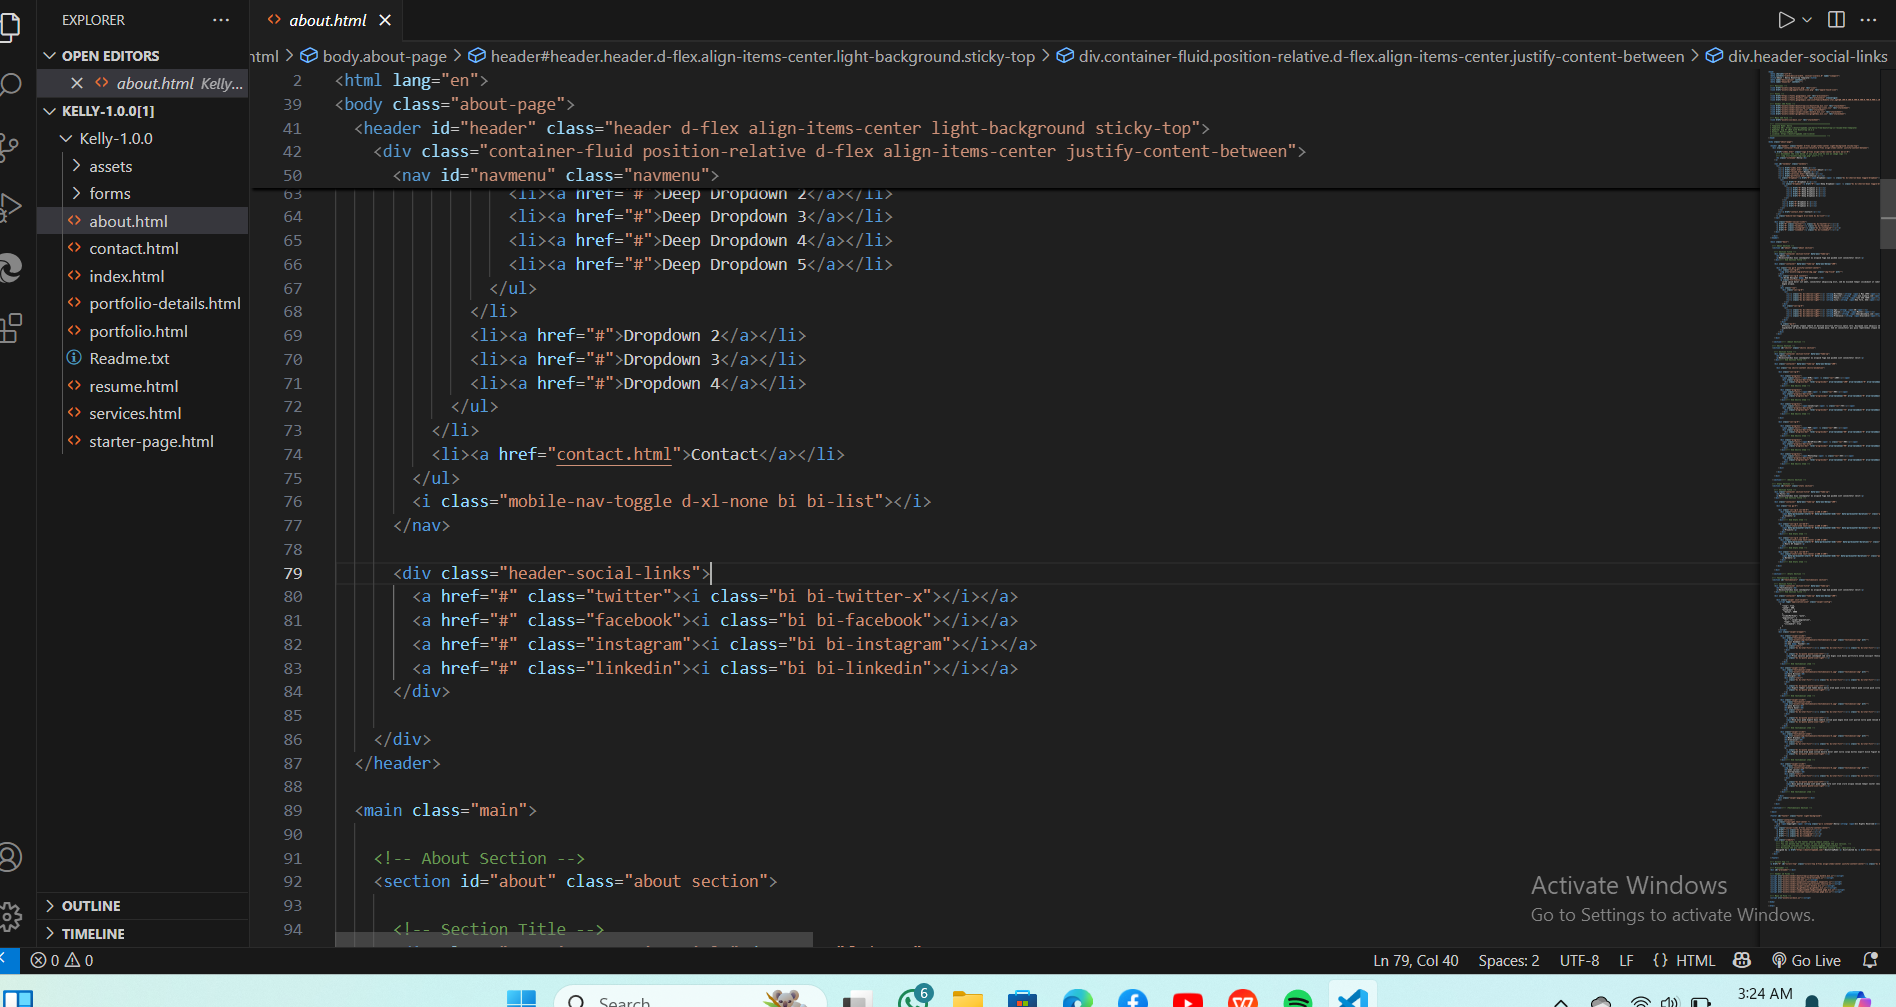 EXPLORER
about.html
OPEN EDITORS
about.html Kelly...
KELLY-1.0.0[1]
Kelly-1.0.0
assets
forms
about.html
contact.html
index.html
portfolio-details.html
portfolio.html
Readme.txt
resume.html
services.html
starter-page.html
OUTLINE
TIMELINE
html > body.about-page > header#header.header.d-flex.align-items-center.light-background.sticky-top > div.container-fluid.position-relative.d-flex.align-items-center.justify-content-between > div.header-social-links
2 <html lang="en">
39 <body class="about-page">
41 <header id="header" class="header d-flex align-items-center light-background sticky-top">
42 <div class="container-fluid position-relative d-flex align-items-center justify-content-between">
50 <nav id="navmenu" class="navmenu">
63 <li><a href="#">Deep Dropdown 2</a></li>
64 <li><a href="#">Deep Dropdown 3</a></li>
65 <li><a href="#">Deep Dropdown 4</a></li>
66 <li><a href="#">Deep Dropdown 5</a></li>
67 </ul>
68 </li>
69 <li><a href="#">Dropdown 2</a></li>
70 <li><a href="#">Dropdown 3</a></li>
71 <li><a href="#">Dropdown 4</a></li>
72 </ul>
73 </li>
74 <li><a href="contact.html">Contact</a></li>
75 </ul>
76 <i class="mobile-nav-toggle d-xl-none bi bi-list"></i>
77 </nav>
78
79 <div class="header-social-links">
80 <a href="#" class="twitter"><i class="bi bi-twitter-x"></i></a>
81 <a href="#" class="facebook"><i class="bi bi-facebook"></i></a>
82 <a href="#" class="instagram"><i class="bi bi-instagram"></i></a>
83 <a href="#" class="linkedin"><i class="bi bi-linkedin"></i></a>
84 </div>
85
86 </div>
87 </header>
88
89 <main class="main">
90
91 <!-- About Section -->
92 <section id="about" class="about section">
93
94 <!-- Section Title -->
Activate Windows
Go to Settings to activate Windows.
0 0
Ln 79, Col 40 Spaces: 2 UTF-8 LF {} HTML Go Live
Search
6
3:24 AM